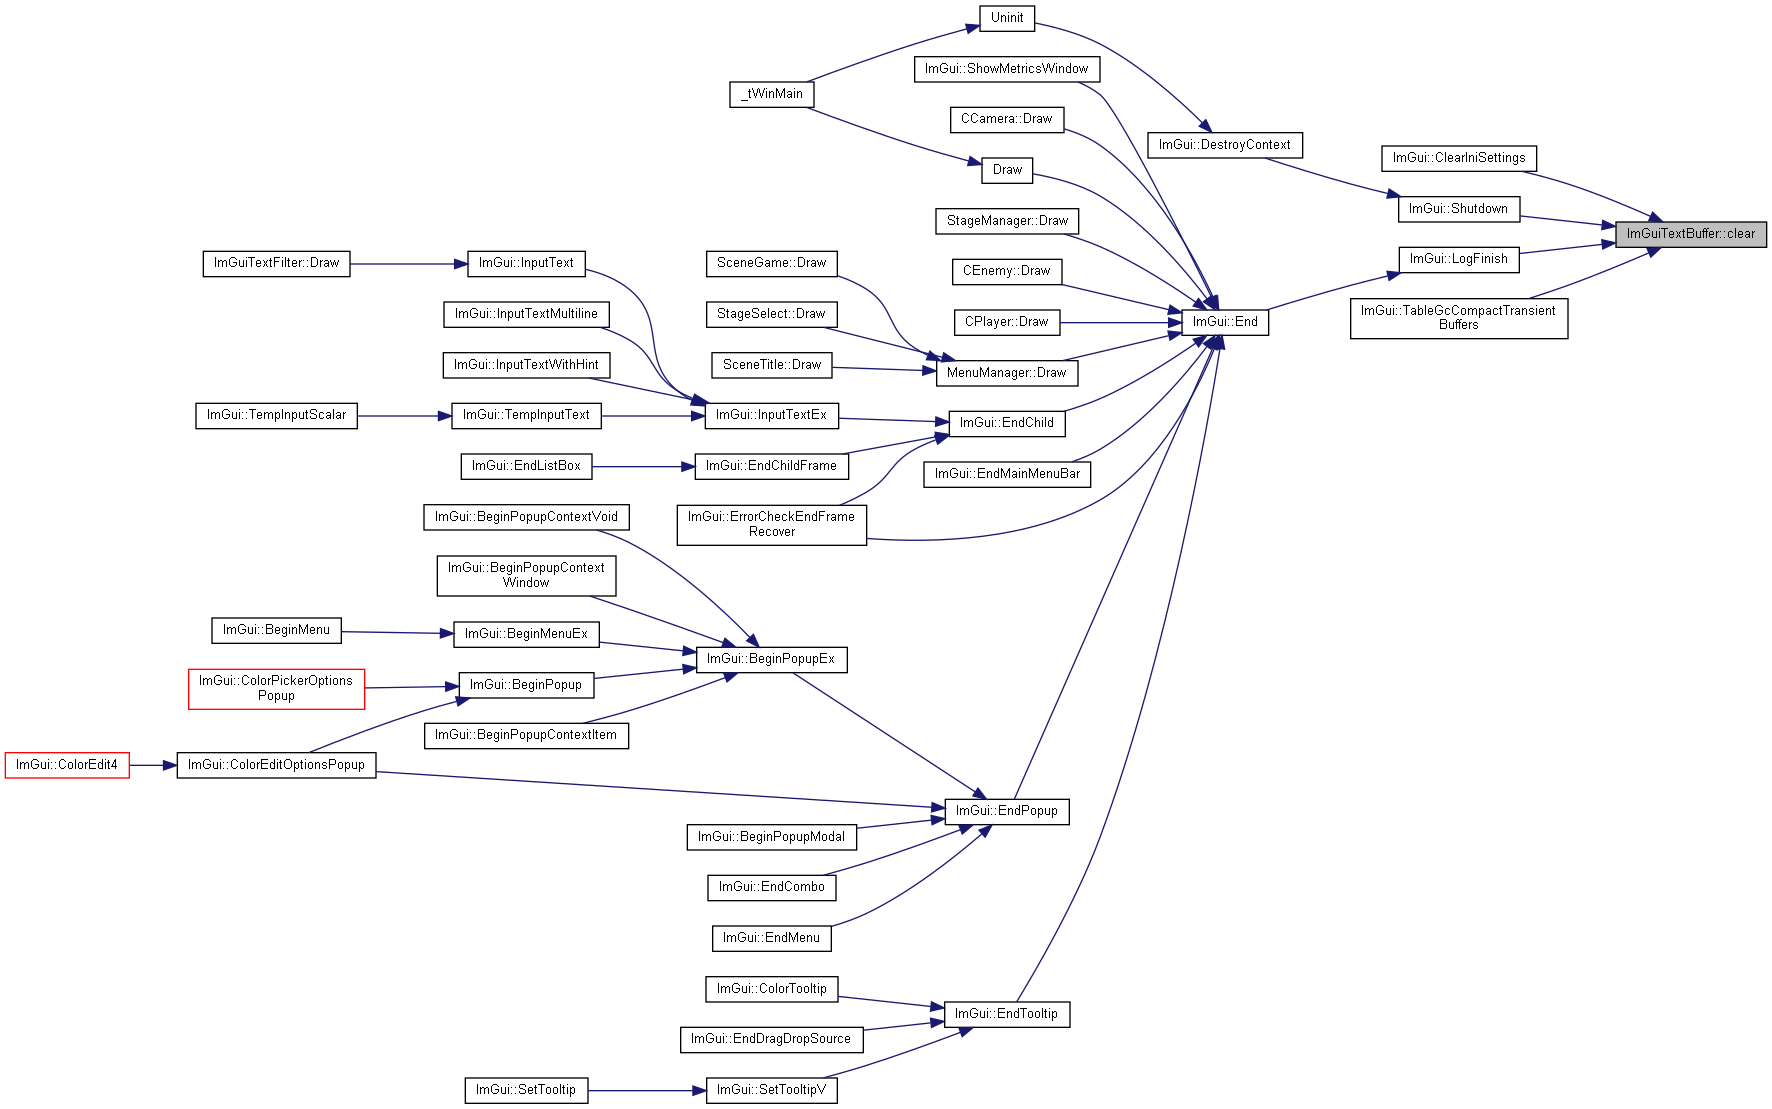 Uninit
ImGui::ShowMetricsWindow
_tWinMain
CCamera::Draw
ImGui::DestroyContext
ImGui::ClearIniSettings
Draw
ImGui::Shutdown
StageManager::Draw
ImGuiTextBuffer::clear
ImGuiTextFilter::Draw
ImGui::InputText
SceneGame::Draw
CEnemy::Draw
ImGui::LogFinish
ImGui::InputTextMultiline
StageSelect::Draw
CPlayer::Draw
ImGui::End
ImGui::TableGcCompactTransient
Buffers
ImGui::InputTextWithHint
SceneTitle::Draw
MenuManager::Draw
ImGui::TempInputScalar
ImGui::TempInputText
ImGui::InputTextEx
ImGui::EndChild
ImGui::EndListBox
ImGui::EndChildFrame
ImGui::EndMainMenuBar
ImGui::BeginPopupContextVoid
ImGui::ErrorCheckEndFrame
Recover
ImGui::BeginPopupContext
Window
ImGui::BeginMenu
ImGui::BeginMenuEx
ImGui::BeginPopupEx
ImGui::ColorPickerOptions
Popup
ImGui::BeginPopup
ImGui::BeginPopupContextItem
ImGui::ColorEdit4
ImGui::ColorEditOptionsPopup
ImGui::EndPopup
ImGui::BeginPopupModal
ImGui::EndCombo
ImGui::EndMenu
ImGui::ColorTooltip
ImGui::EndTooltip
ImGui::EndDragDropSource
ImGui::SetTooltip
ImGui::SetTooltipV